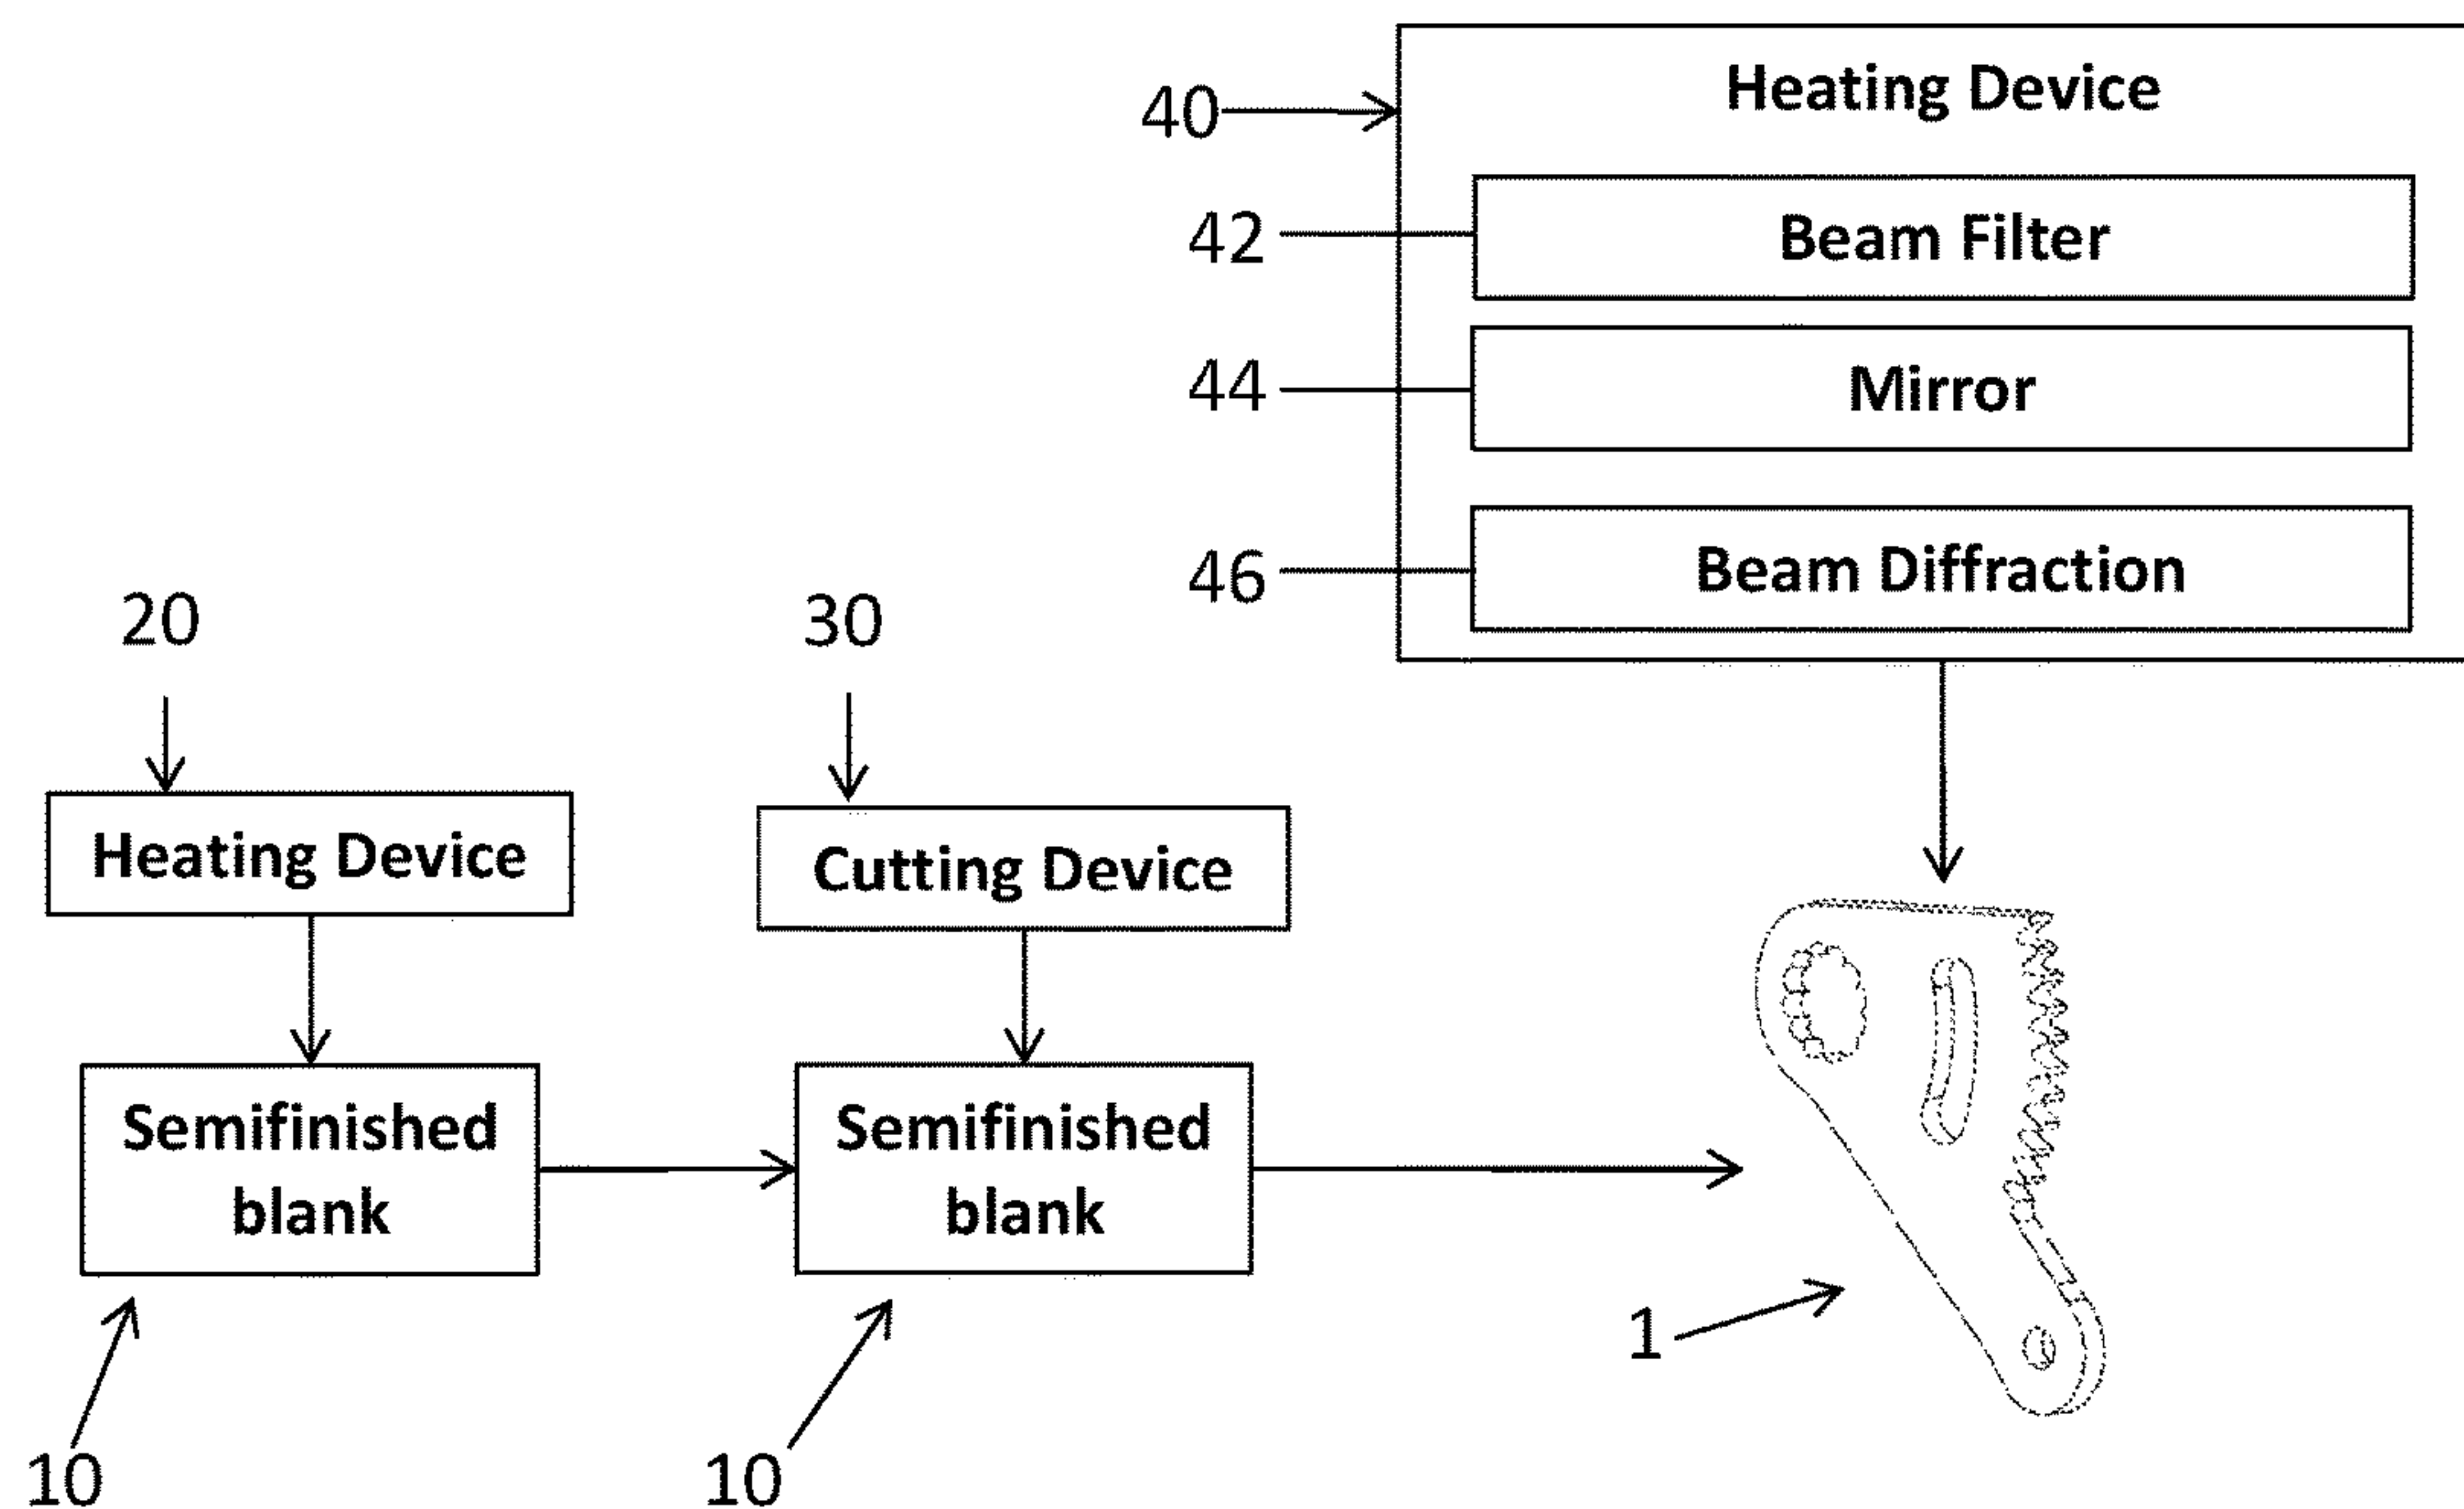 Heating Device
40
Beam Filter
42
Mirror
44
Beam Diffraction
46
20
30
Heating Device
Cutting Device
Semifinished
blank
Semifinished
blank
1
10
10